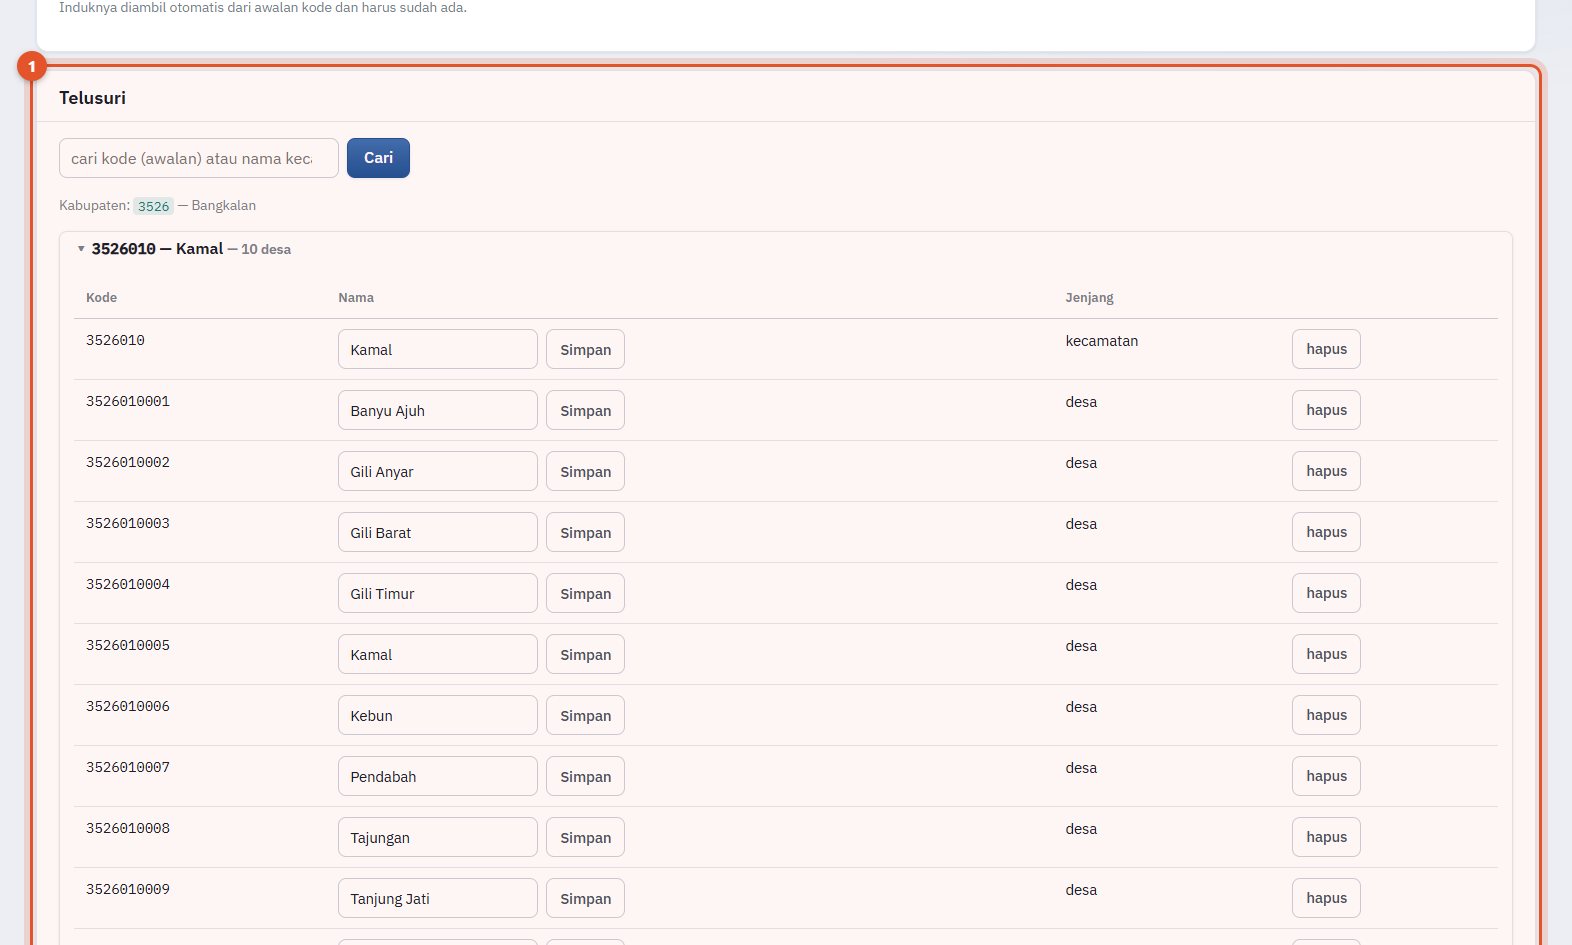 Induknya diambil otomatis dari awalan kode dan harus sudah ada.
1
Telusuri
cari kode (awalan) atau nama Cari
Kabupaten: 3526 — Bangkalan
▾ 3526010 — Kamal — 10 desa
Kode Nama Jenjang
3526010 Kamal Simpan kecamatan hapus
3526010001 Banyu Ajuh Simpan desa hapus
3526010002 Gili Anyar Simpan desa hapus
3526010003 Gili Barat Simpan desa hapus
3526010004 Gili Timur Simpan desa hapus
3526010005 Kamal Simpan desa hapus
3526010006 Kebun Simpan desa hapus
3526010007 Pendabah Simpan desa hapus
3526010008 Tajungan Simpan desa hapus
3526010009 Tanjung Jati Simpan desa hapus